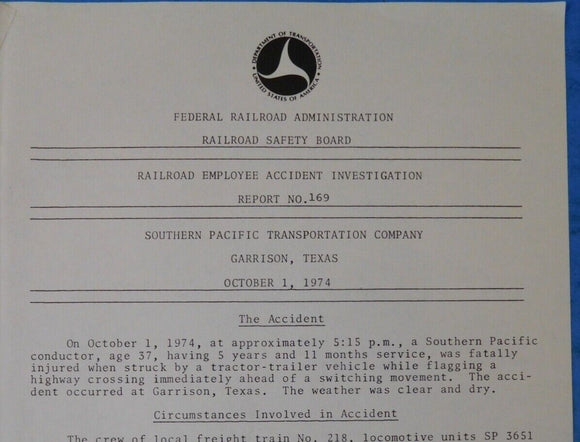 DEPARTMENT OF TRANSPORTATION
UNITED STATES OF AMERICA
FEDERAL RAILROAD ADMINISTRATION
RAILROAD SAFETY BOARD
RAILROAD EMPLOYEE ACCIDENT INVESTIGATION
REPORT NO.169
SOUTHERN PACIFIC TRANSPORTATION COMPANY
GARRISON, TEXAS
OCTOBER 1, 1974
The Accident
On October 1, 1974, at approximately 5:15 p.m., a Southern Pacific
conductor, age 37, having 5 years and 11 months service, was fatally
injured when struck by a tractor-trailer vehicle while flagging a
highway crossing immediately ahead of a switching movement. The acci-
dent occurred at Garrison, Texas. The weather was clear and dry.
Circumstances Involved in Accident
The crew of local freight train No. 218, locomotive units SP 3651